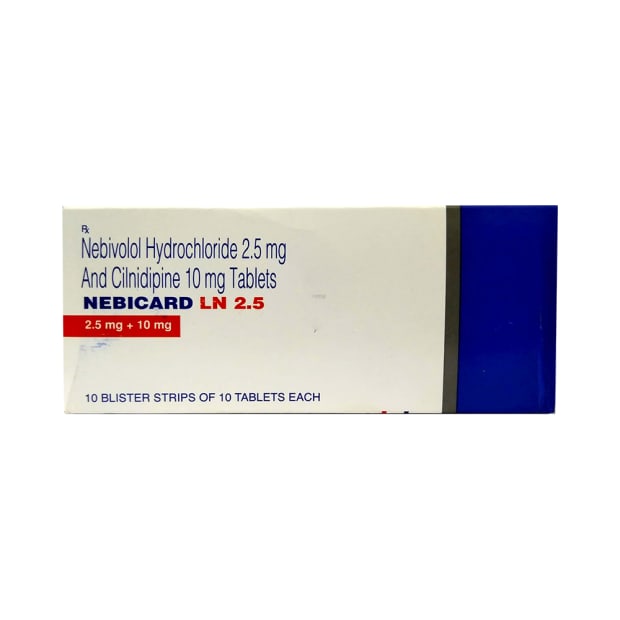 Rx
Nebivolol Hydrochloride 2.5 mg
And Cilnidipine 10 mg Tablets
NEBICARD LN 2.5
2.5 mg + 10 mg
10 BLISTER STRIPS OF 10 TABLETS EACH